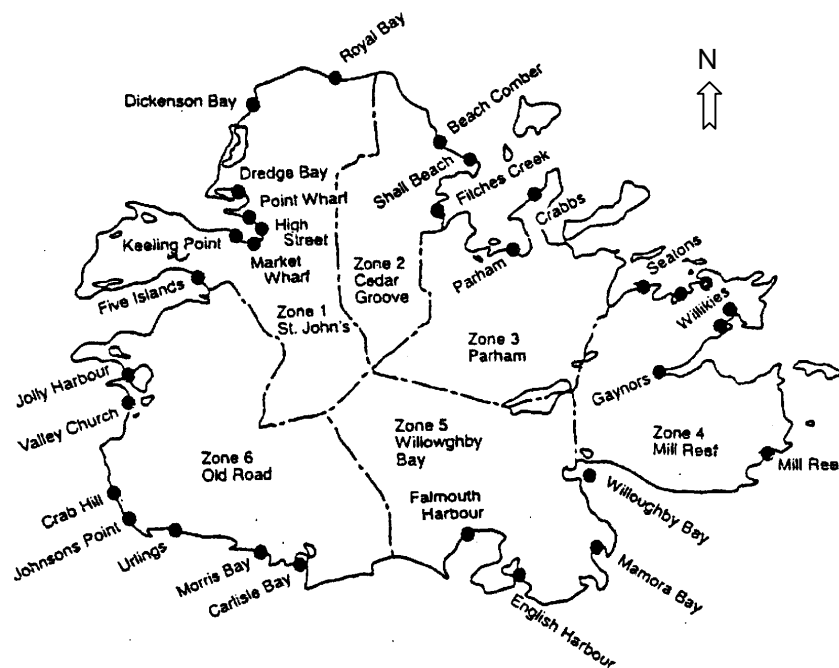 Royal Bay
N
Dickenson Bay
Beach Comber
Dredge Bay
Shell Beach
Point Wharf
Fitches Creek
High
Street
Crabbs
Keeling Point
Market
Wharf
Zone 2
Cedar
Groove
Parham
Seatons
Five Islands
Willikies
Zone 1
St. John's
Zone 3
Parham
Jolly Harbour
Gaynors
Valley Church
Zone 5
Willowghby
Bay
Zone 4
Mill Reef
Zone 6
Old Road
Mill Ree
Crab Hill
Falmouth
Harbour
Willoughby Bay
Johnsons Point
Urlings
Morris Bay
Carlisle Bay
Mamora Bay
English Harbour